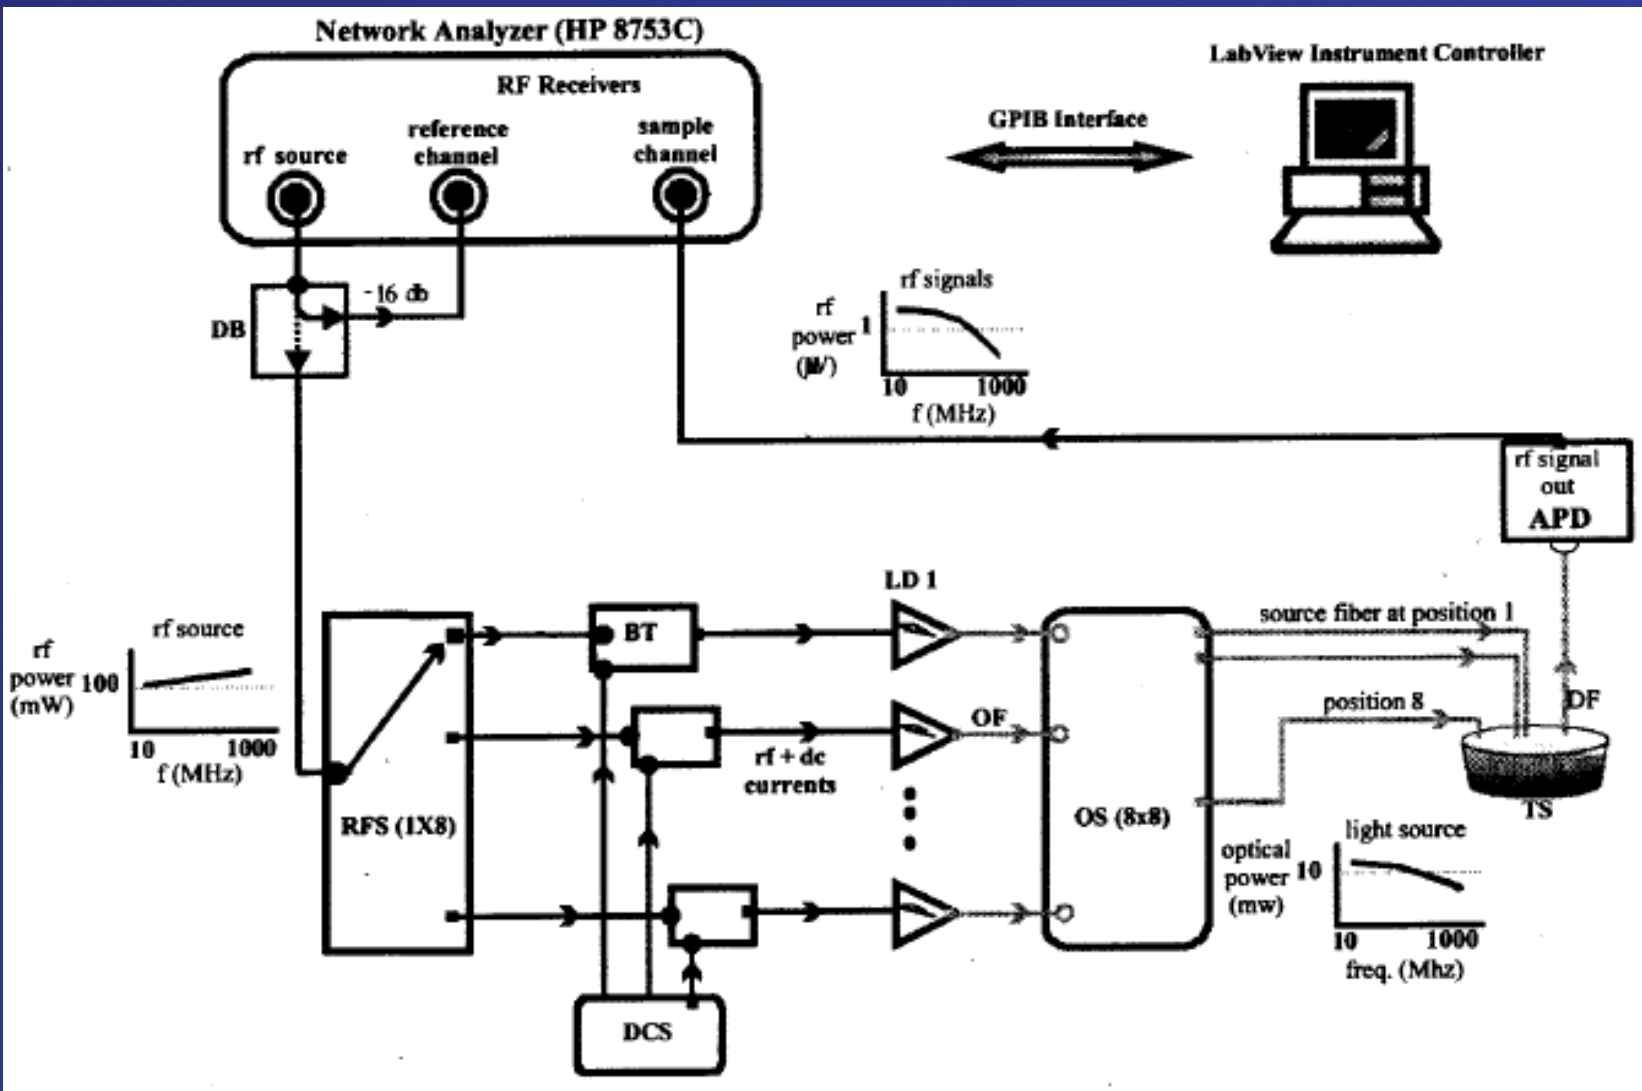 Network Analyzer (HP 8753C)
RF Receivers
rf source
reference
channel
sample
channel
LabView Instrument Controller
GPIB Interface
DB
-16 db
rf signals
rf
power
1
10
1000
f (MHz)
rf signal
out
APD
rf source
rf
power
(mW)
100
10
1000
f (MHz)
RFS (1X8)
BT
LD 1
OF
rf + dc
currents
DCS
OS (8x8)
source fiber at position 1
position 8
DF
TS
light source
optical
power
(mw)
10
10
1000
freq. (Mhz)